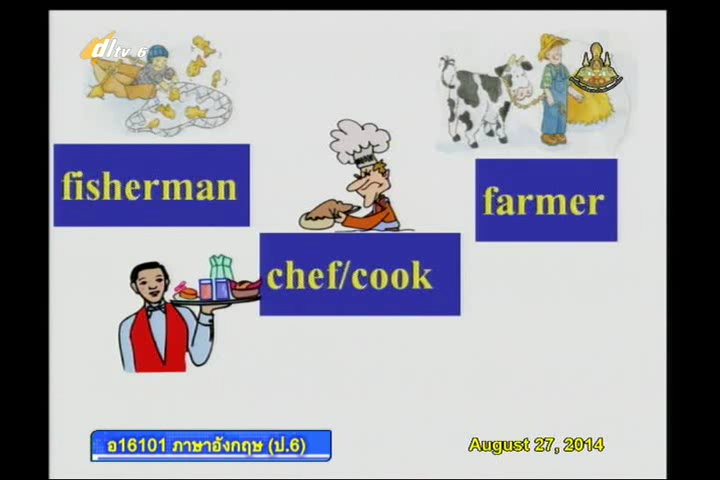 dltv 6
fisherman
farmer
chef/cook
อ16101 ภาษาอังกฤษ (ป.6)
August 27, 2014